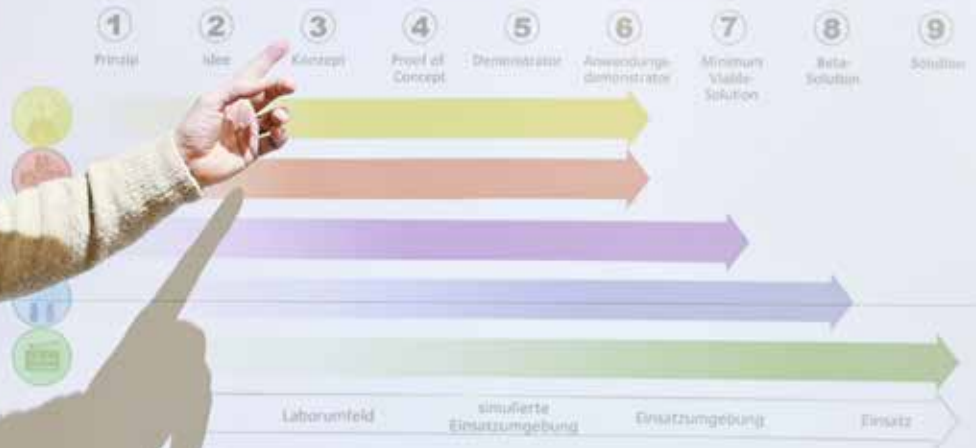 1 2 3 4 5 6 7 8 9
Prinzip Idee Konzept Proof of Concept Demonstrator Anwendungs-demonstrator Minimum Viable-Solution Beta-Solution Solution
Laborumfeld
simulierte
Einsatzumgebung
Einsatzumgebung
Einsatz